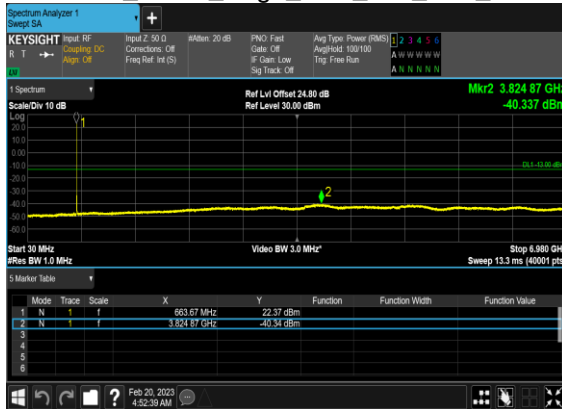 Spectrum Analyzer 1
Swept SA
+
KEYSIGHT Input: RF Input Z: 50 Ω #Atten: 20 dB PNO: Fast Avg Type: Power (RMS) 1 2 3 4 5 6
R T Coupling: DC Corrections: Off Gate: Off Avg|Hold: 100/100 A W W W W W
Align: Off Freq Ref: Int (S) IF Gain: Low Trig: Free Run
Sig Track: Off A N N N N N
1 Spectrum Ref Lvl Offset 24.80 dB Mkr2 3.824 87 GHz
Scale/Div 10 dB Ref Level 30.00 dBm -40.337 dBm
Log
20.0 1
10.0
0.00
-10.0 DL1 -13.00 dBm
-20.0
-30.0
-40.0 2
-50.0
-60.0
Start 30 MHz Video BW 3.0 MHz* Stop 6.980 GHz
#Res BW 1.0 MHz Sweep 13.3 ms (40001 pts)
5 Marker Table
Mode Trace Scale X Y Function Function Width Function Value
1 N 1 f 663.67 MHz 22.37 dBm
2 N 1 f 3.824 87 GHz -40.34 dBm
3
4
5
6
? Feb 20, 2023
4:52:39 AM